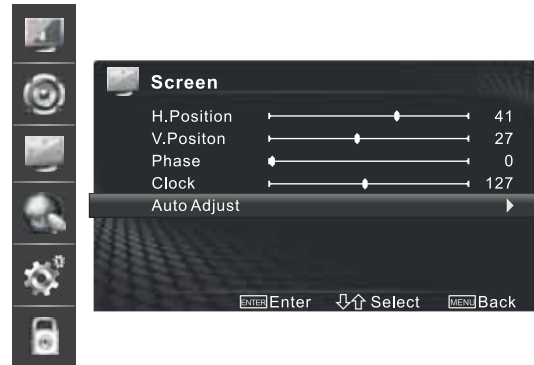 Screen
H.Position 41
V.Positon 27
Phase 0
Clock 127
Auto Adjust
ENTER Enter Select MENU Back